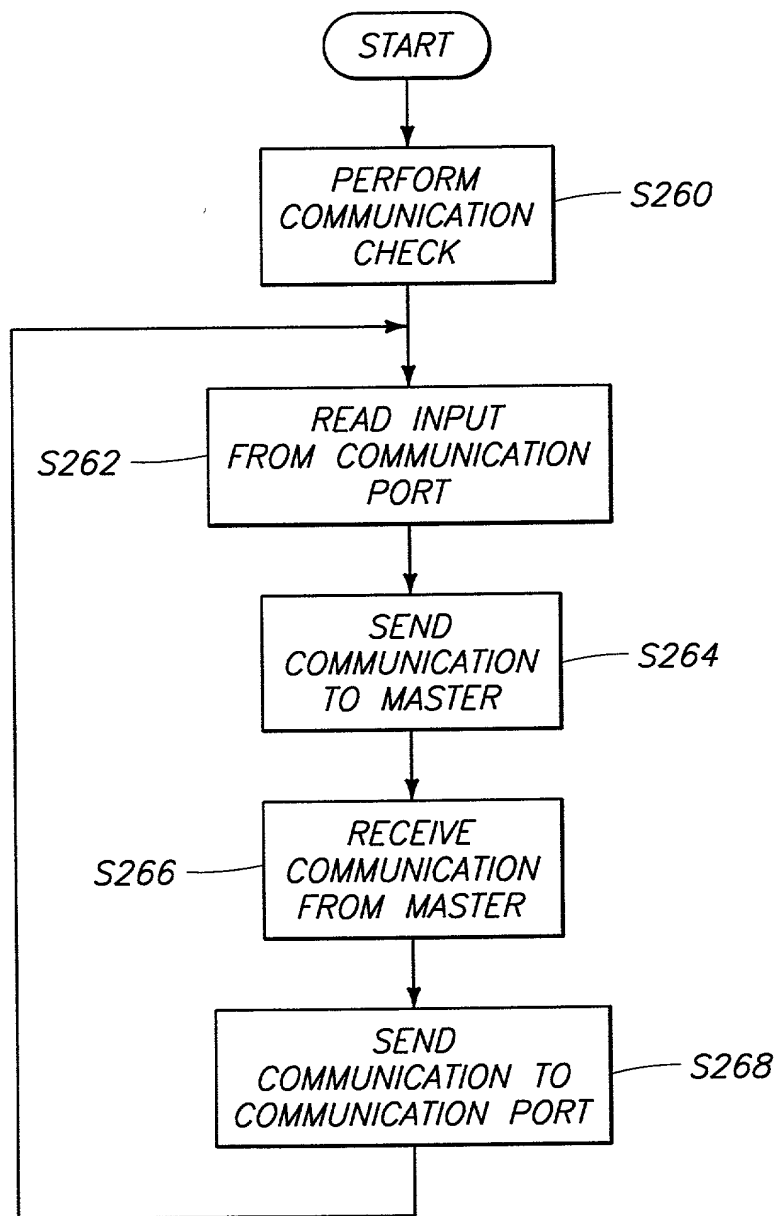 START
PERFORM
COMMUNICATION
CHECK
S260
READ INPUT
FROM COMMUNICATION
PORT
S262
SEND
COMMUNICATION
TO MASTER
S264
RECEIVE
COMMUNICATION
FROM MASTER
S266
SEND
COMMUNICATION TO
COMMUNICATION PORT
S268